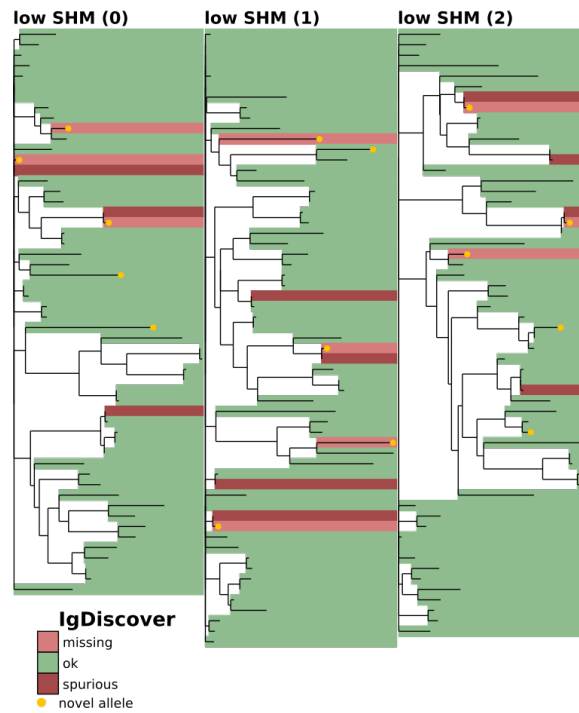 low SHM (0)
low SHM (1)
low SHM (2)
IgDiscover
missing
ok
spurious
novel allele